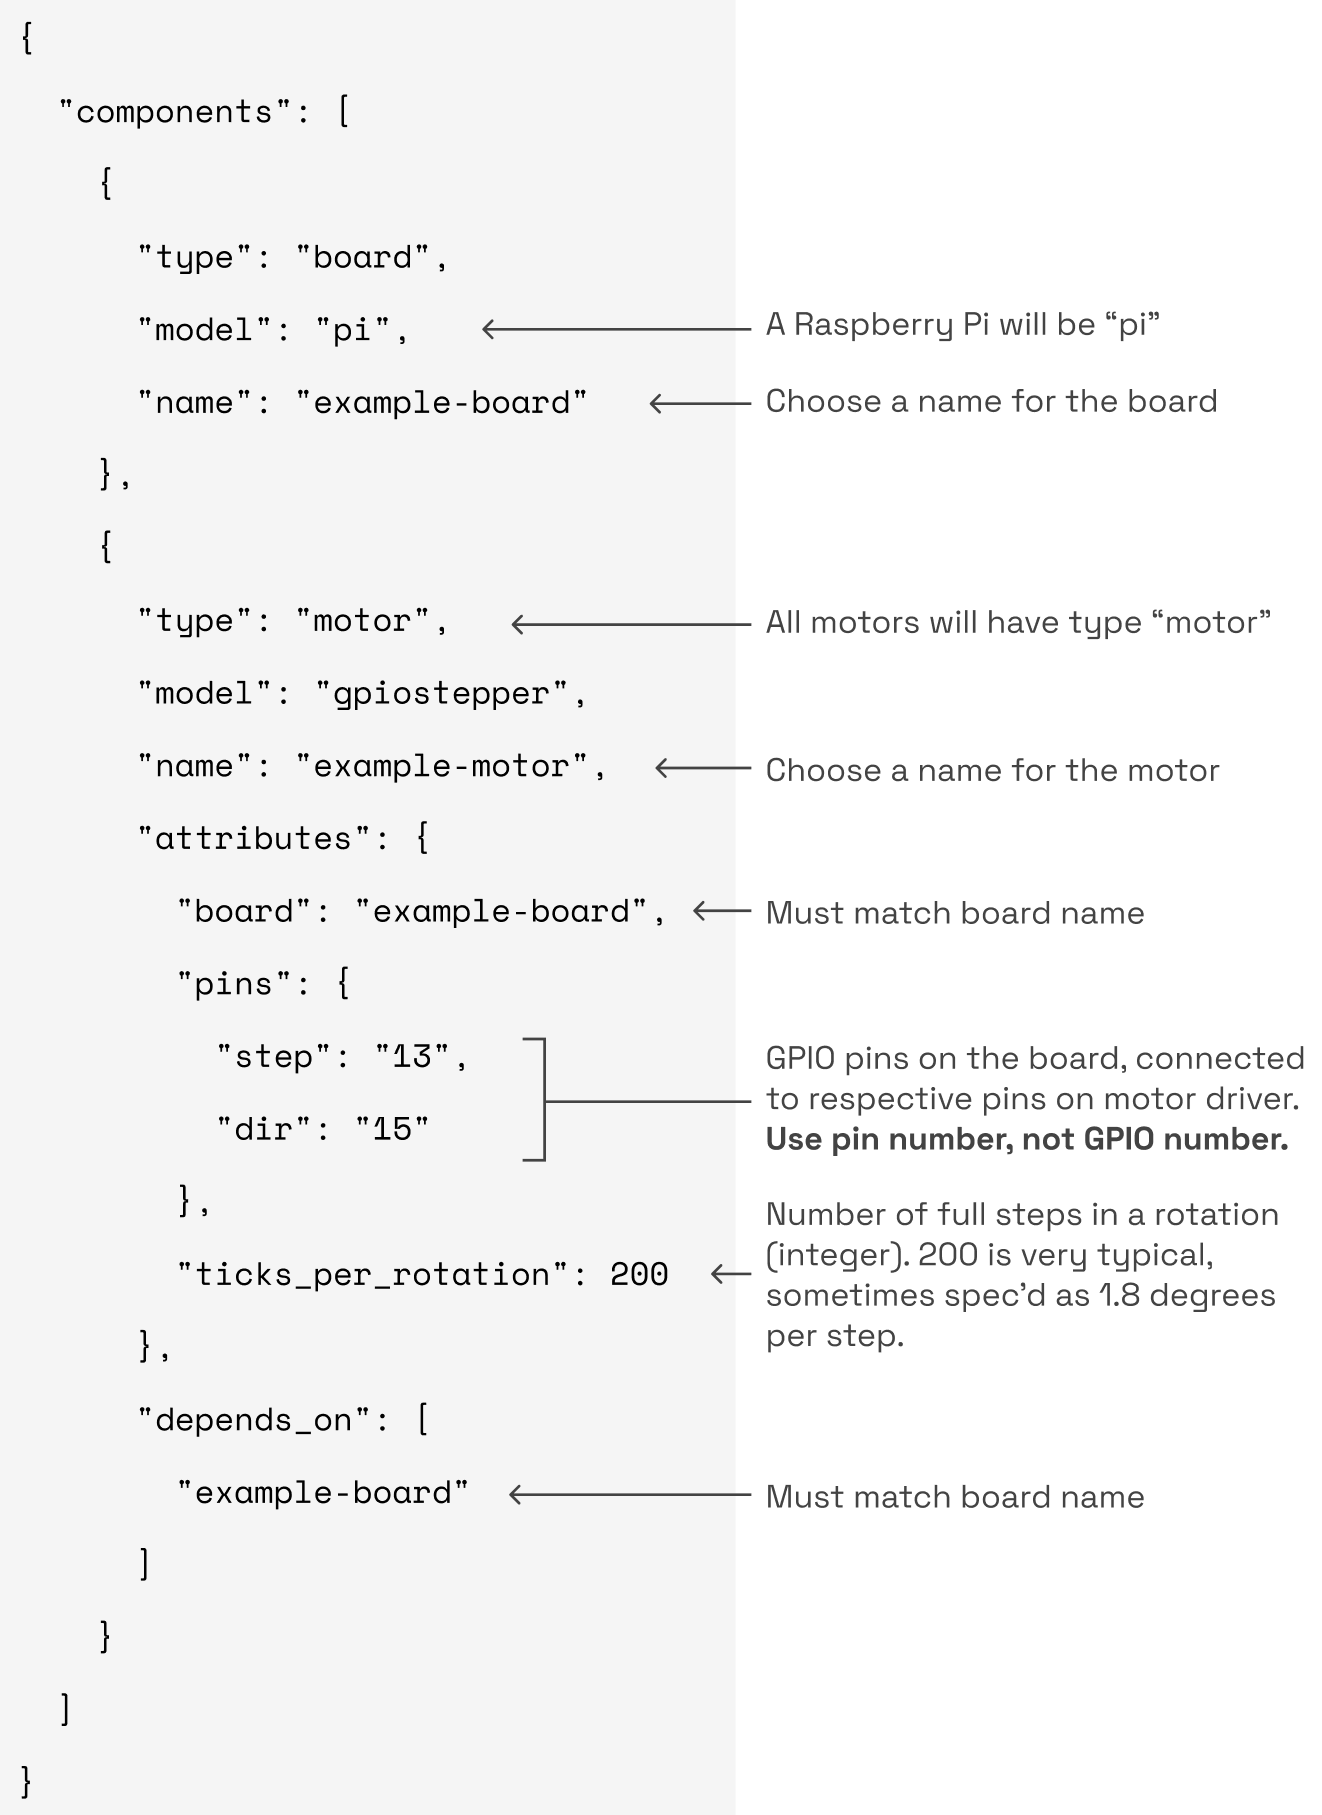 {
"components": [
{
"type": "board",
"model": "pi",
A Raspberry Pi will be “pi”
"name": "example-board"
Choose a name for the board
},
{
"type": "motor",
All motors will have type “motor”
"model": "gpiostepper",
"name": "example-motor",
Choose a name for the motor
"attributes": {
"board": "example-board",
Must match board name
"pins": {
"step": "13",
"dir": "15"
GPIO pins on the board, connected
to respective pins on motor driver.
Use pin number, not GPIO number.
},
"ticks_per_rotation": 200
Number of full steps in a rotation
(integer). 200 is very typical,
sometimes spec’d as 1.8 degrees
per step.
},
"depends_on": [
"example-board"
Must match board name
]
}
]
}